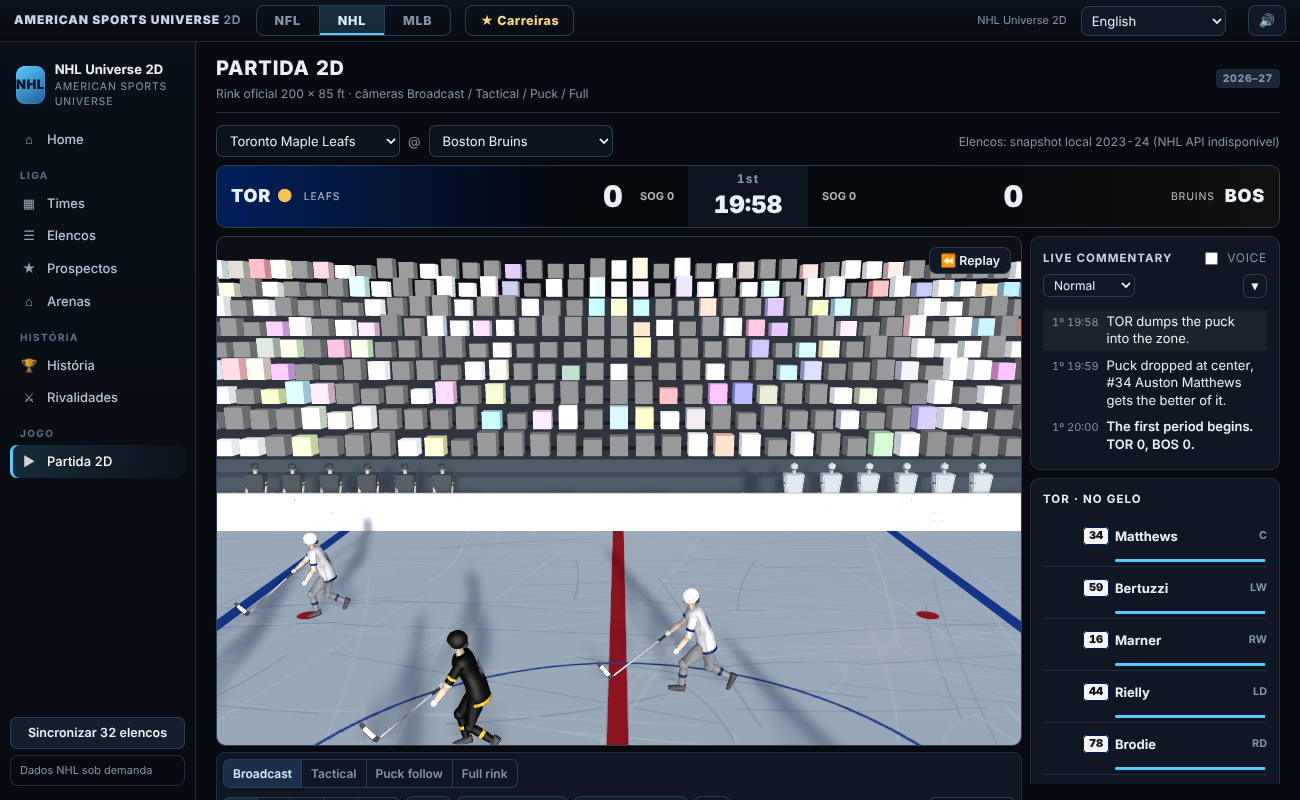 AMERICAN SPORTS UNIVERSE 2D
NFL
NHL
MLB
★ Carreiras
NHL Universe 2D
English
NHL
NHL Universe 2D
AMERICAN SPORTS
UNIVERSE
Home
LIGA
Times
Elencos
Prospectos
Arenas
HISTÓRIA
História
Rivalidades
JOGO
Partida 2D
Sincronizar 32 elencos
Dados NHL sob demanda
PARTIDA 2D
Rink oficial 200 × 85 ft · câmeras Broadcast / Tactical / Puck / Full
2026–27
Toronto Maple Leafs
@
Boston Bruins
Elencos: snapshot local 2023-24 (NHL API indisponível)
TOR
LEAFS
0
SOG 0
1st
19:58
SOG 0
0
BRUINS
BOS
Replay
Broadcast
Tactical
Puck follow
Full rink
LIVE COMMENTARY
VOICE
Normal
1º 19:58
TOR dumps the puck
into the zone.
1º 19:59
Puck dropped at center,
#34 Auston Matthews
gets the better of it.
1º 20:00
The first period begins.
TOR 0, BOS 0.
TOR · NO GELO
34 Matthews C
59 Bertuzzi LW
16 Marner RW
44 Rielly LD
78 Brodie RD